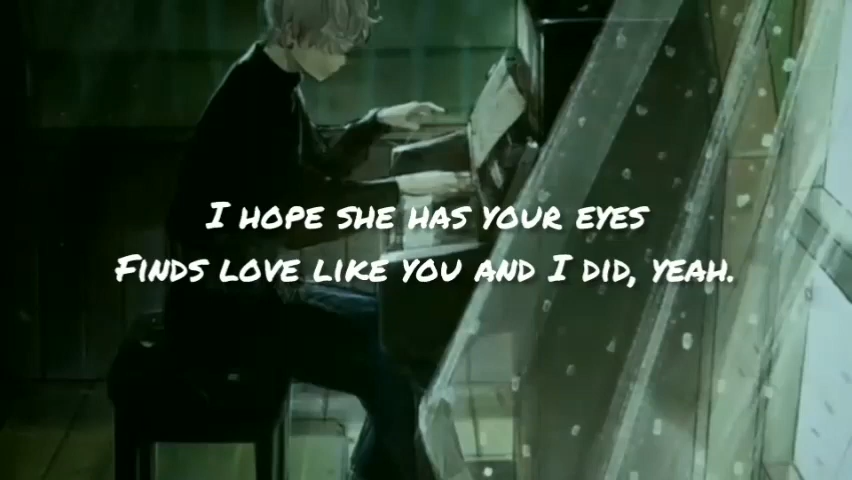 I HOPE SHE HAS YOUR EYES
FINDS LOVE LIKE YOU AND I DID, YEAH.